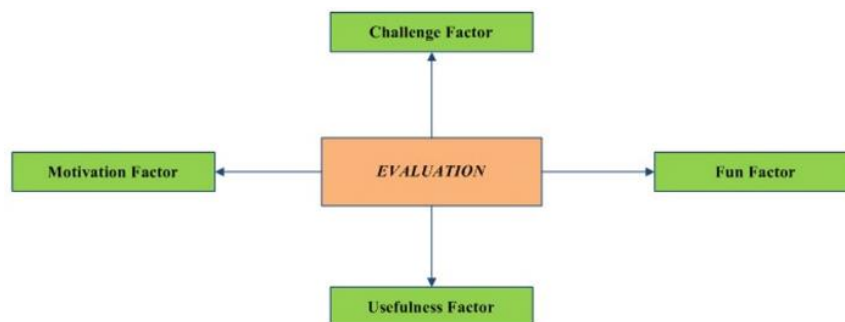 Challenge Factor
Motivation Factor
EVALUATION
Fun Factor
Usefulness Factor